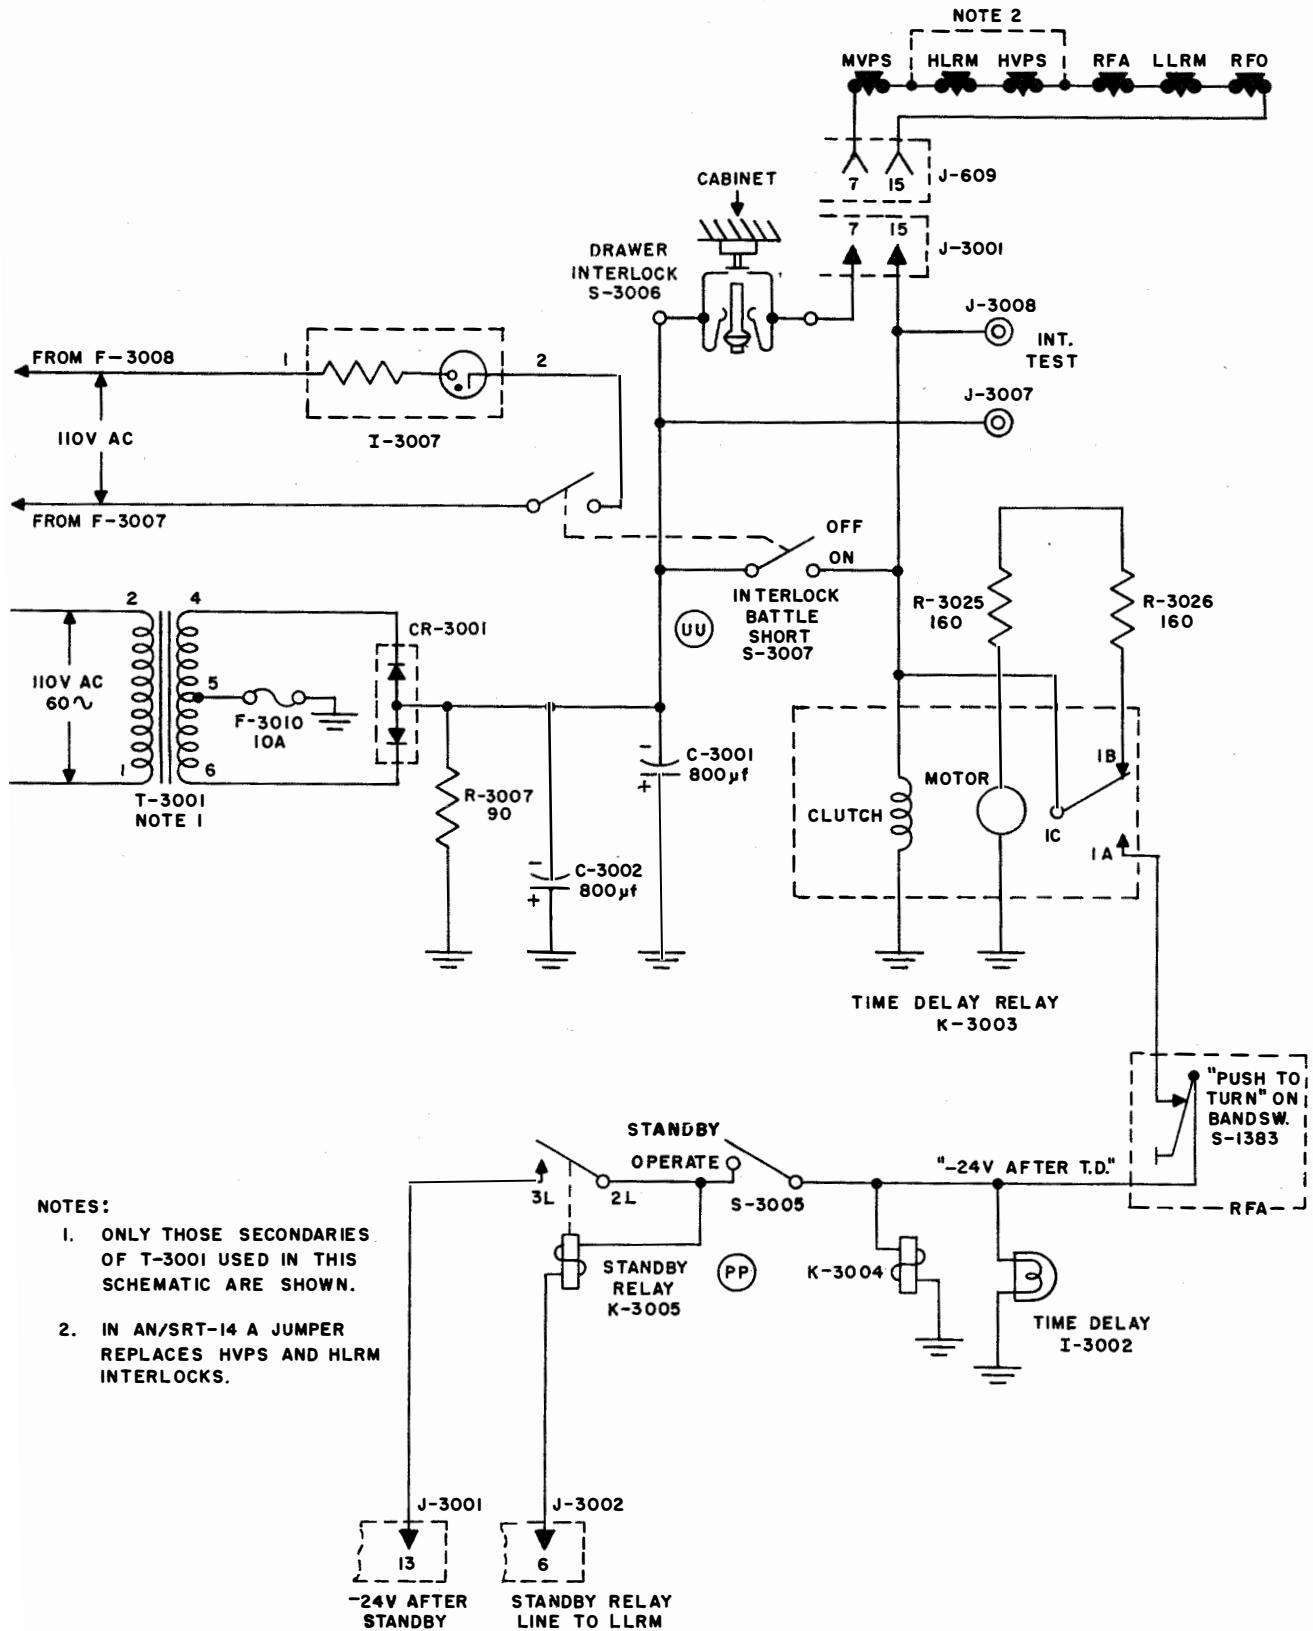 NOTE 2
MVPS HLRM HVPS RFA LLRM RFO
7 15 J-609
CABINET
7 15
J-3001
DRAWER
INTERLOCK
S-3006
J-3008
INT.
TEST
FROM F-3008
1
2
J-3007
110V AC
I-3007
FROM F-3007
OFF
ON
INTERLOCK
BATTLE
SHORT
S-3007
UU
R-3025
160
R-3026
160
2 4
CR-3001
110V AC
60~
5
F-3010
10A
1 6
T-3001
NOTE 1
R-3007
90
-
C-3001
800µf
+
-
C-3002
800µf
+
MOTOR
CLUTCH
1B
1C
1A
TIME DELAY RELAY
K-3003
"PUSH TO
TURN" ON
BANDSW.
S-1383
RFA
STANDBY
OPERATE
"-24V AFTER T.D."
3L 2L S-3005
STANDBY
RELAY
K-3005
PP
K-3004
TIME DELAY
I-3002
NOTES:
1. ONLY THOSE SECONDARIES
OF T-3001 USED IN THIS
SCHEMATIC ARE SHOWN.
2. IN AN/SRT-14 A JUMPER
REPLACES HVPS AND HLRM
INTERLOCKS.
J-3001 J-3002
13 6
-24V AFTER
STANDBY
STANDBY RELAY
LINE TO LLRM